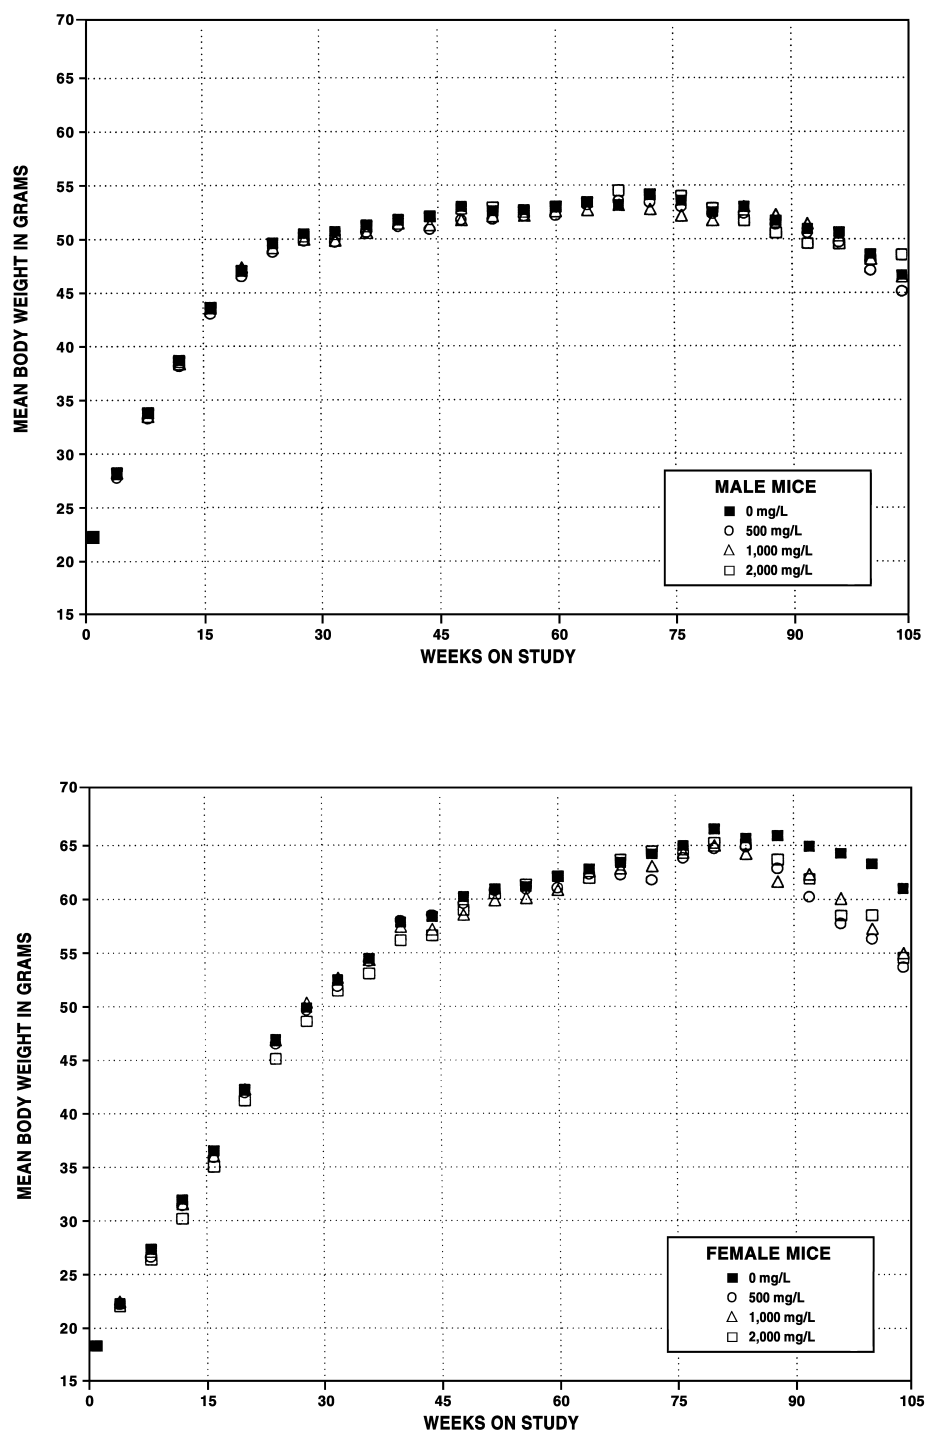 70
65
60
55
50
45
40
35
30
25
20
15
MEAN BODY WEIGHT IN GRAMS
MALE MICE
0 mg/L
500 mg/L
1,000 mg/L
2,000 mg/L
0 15 30 45 60 75 90 105
WEEKS ON STUDY
70
65
60
55
50
45
40
35
30
25
20
15
MEAN BODY WEIGHT IN GRAMS
FEMALE MICE
0 mg/L
500 mg/L
1,000 mg/L
2,000 mg/L
0 15 30 45 60 75 90 105
WEEKS ON STUDY